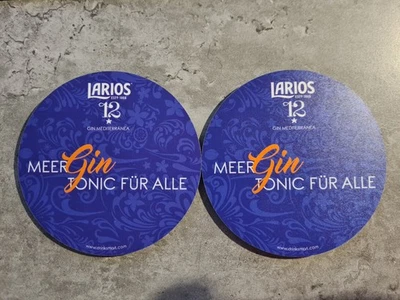 LARIOS
12
GIN MEDITERRÁNEA
MEER Gin
TONIC FÜR ALLE
LARIOS
12
GIN MEDITERRÁNEA
MEER Gin
TONIC FÜR ALLE